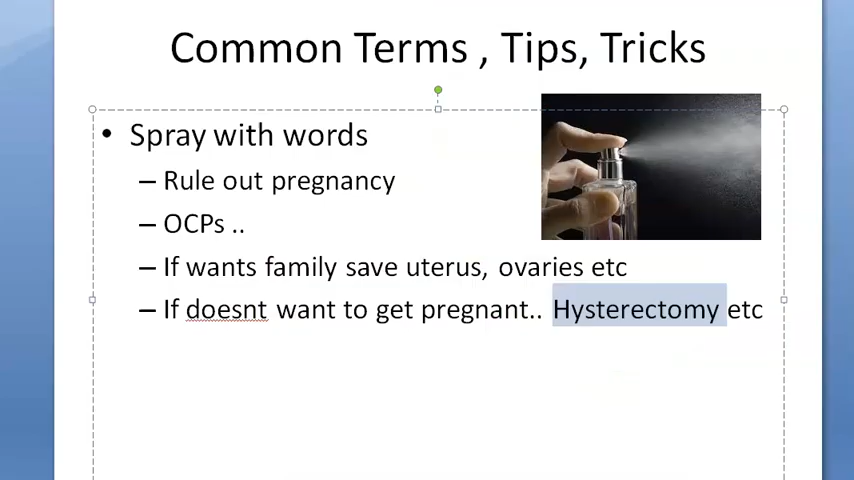 Common Terms , Tips, Tricks
• Spray with words
– Rule out pregnancy
– OCPs ..
– If wants family save uterus, ovaries etc
– If doesnt want to get pregnant.. Hysterectomy etc